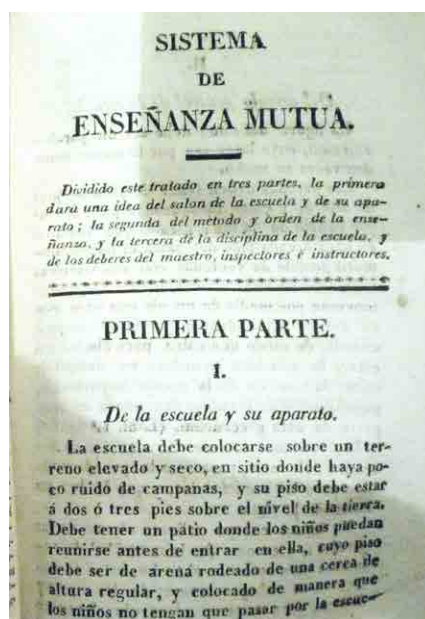 SISTEMA
DE
ENSEÑANZA MUTUA.
Dividido este tratado en tres partes, la primera
dara una idea del salon de la escuela y de su apa-
rato; la segunda del metodo y orden de la ense-
ñanza, y la tercera de la disciplina de la escuela, y
de los deberes del maestro, inspectores é instructores.
PRIMERA PARTE.
I.
De la escuela y su aparato.
La escuela debe colocarse sobre un ter-
reno elevado y seco, en sitio donde haya po-
co ruido de campanas, y su piso debe estar
á dos ó tres pies sobre el nivel de la tierra.
Debe tener un patio donde los niños puedan
reunirse antes de entrar en ella, cuyo piso
debe ser de arena rodeado de una cerca de
altura regular, y colocado de manera que
los niños no tengan que pasar por la escue-